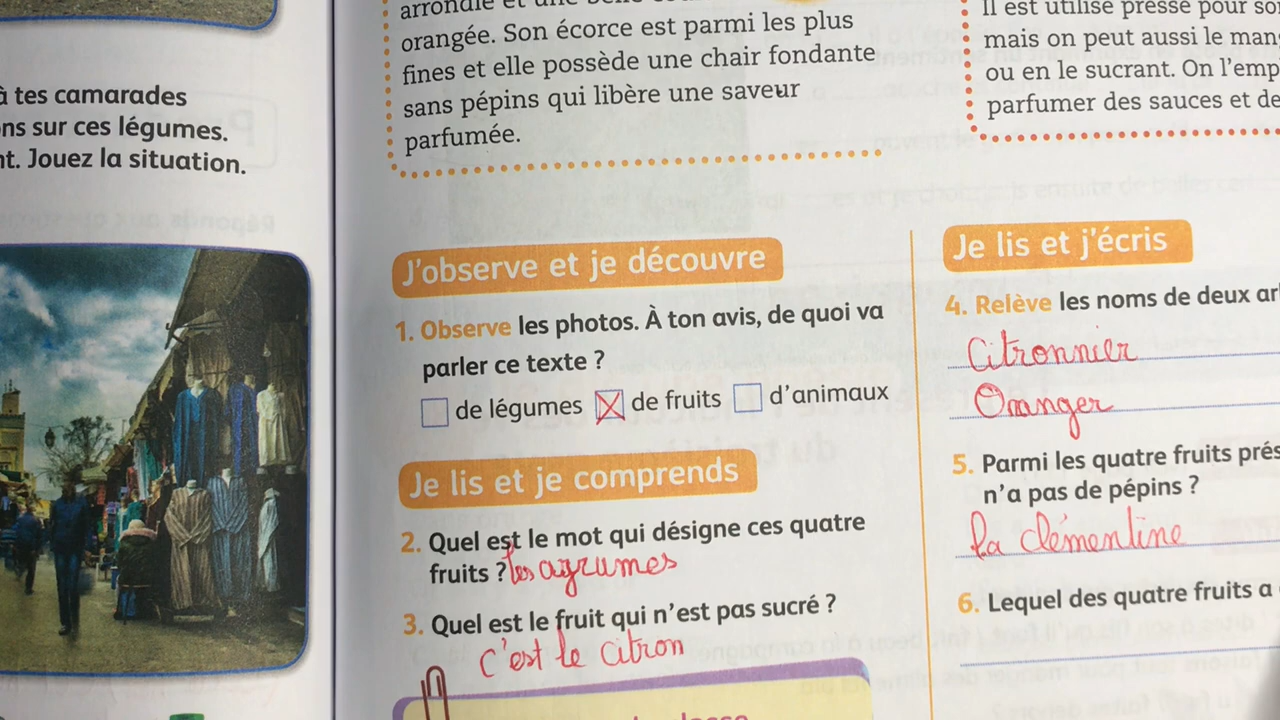 à tes camarades
ns sur ces légumes.
nt. Jouez la situation.
arrondie et une
orangée. Son écorce est parmi les plus
fines et elle possède une chair fondante
sans pépins qui libère une saveur
parfumée.
Il est utilisé pressé pour so
mais on peut aussi le man
ou en le sucrant. On l'emp
parfumer des sauces et de
J'observe et je découvre
1. Observe les photos. À ton avis, de quoi va
parler ce texte ?
de légumes de fruits d'animaux
Je lis et je comprends
2. Quel est le mot qui désigne ces quatre
fruits ? les agrumes
3. Quel est le fruit qui n'est pas sucré ?
c'est le citron
Je lis et j'écris
4. Relève les noms de deux ar
Citronnier
Oranger
5. Parmi les quatre fruits prés
n'a pas de pépins ?
la clémentine
6. Lequel des quatre fruits a